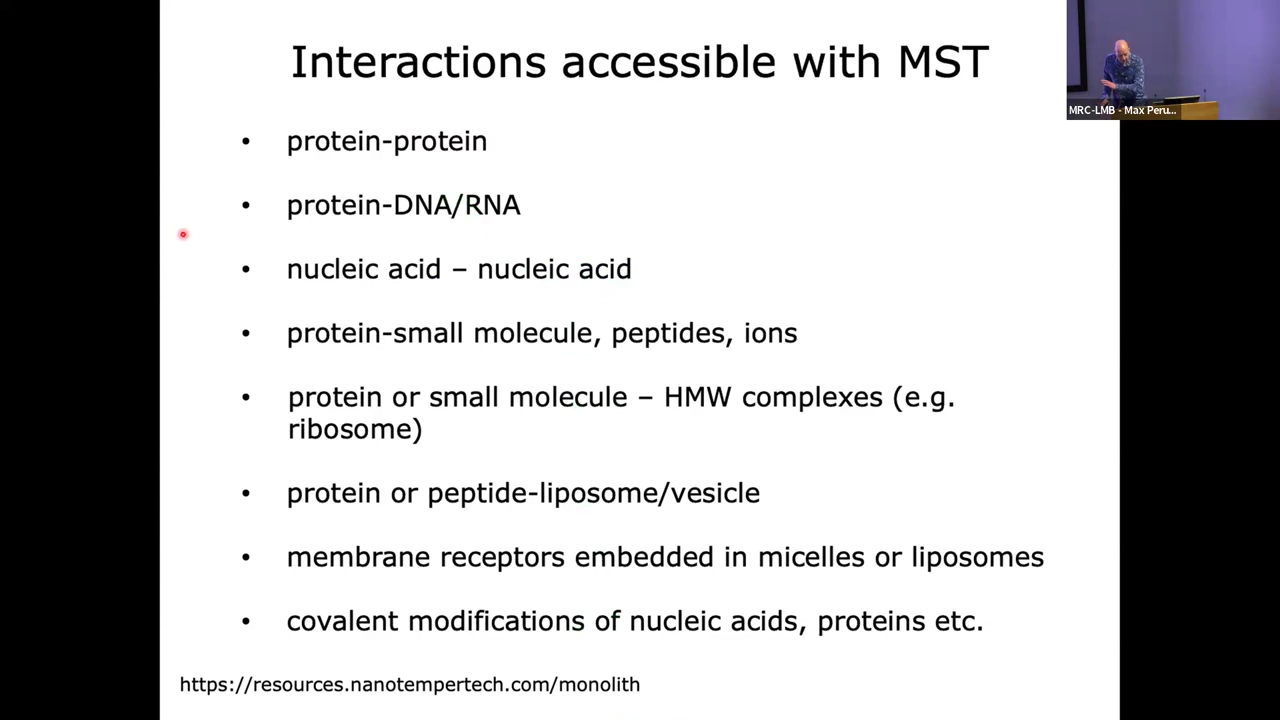 Interactions accessible with MST
MRC-LMB - Max Peru...
• protein-protein
• protein-DNA/RNA
• nucleic acid – nucleic acid
• protein-small molecule, peptides, ions
• protein or small molecule – HMW complexes (e.g.
ribosome)
• protein or peptide-liposome/vesicle
• membrane receptors embedded in micelles or liposomes
• covalent modifications of nucleic acids, proteins etc.
https://resources.nanotempertech.com/monolith